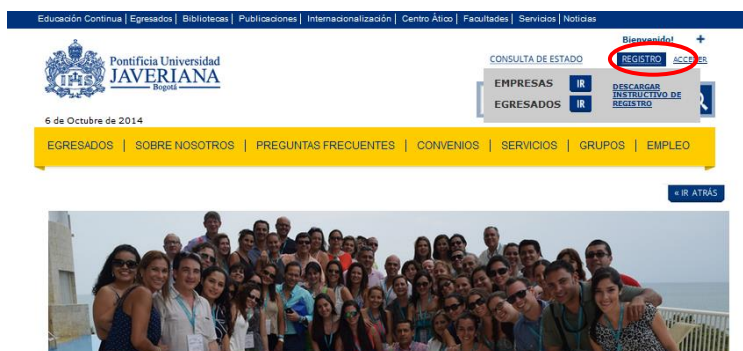 Educación Continua | Egresados | Bibliotecas | Publicaciones | Internacionalización | Centro Ático | Facultades | Servicios | Noticias
Bienvenido! +
Pontificia Universidad
JAVERIANA
Bogotá
CONSULTA DE ESTADO REGISTRO ACCEDER
EMPRESAS IR
EGRESADOS IR
DESCARGAR
INSTRUCTIVO DE
REGISTRO
6 de Octubre de 2014
EGRESADOS | SOBRE NOSOTROS | PREGUNTAS FRECUENTES | CONVENIOS | SERVICIOS | GRUPOS | EMPLEO
« IR ATRÁS